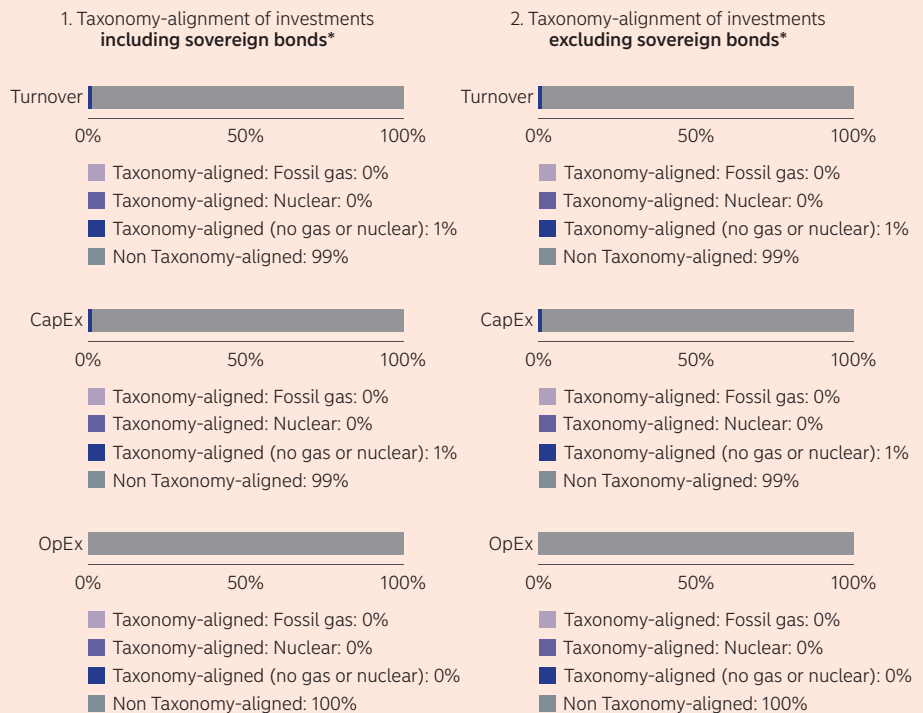 1. Taxonomy-alignment of investments
including sovereign bonds*
Turnover
0% 50% 100%
Taxonomy-aligned: Fossil gas: 0%
Taxonomy-aligned: Nuclear: 0%
Taxonomy-aligned (no gas or nuclear): 1%
Non Taxonomy-aligned: 99%
CapEx
0% 50% 100%
Taxonomy-aligned: Fossil gas: 0%
Taxonomy-aligned: Nuclear: 0%
Taxonomy-aligned (no gas or nuclear): 1%
Non Taxonomy-aligned: 99%
OpEx
0% 50% 100%
Taxonomy-aligned: Fossil gas: 0%
Taxonomy-aligned: Nuclear: 0%
Taxonomy-aligned (no gas or nuclear): 0%
Non Taxonomy-aligned: 100%
2. Taxonomy-alignment of investments
excluding sovereign bonds*
Turnover
0% 50% 100%
Taxonomy-aligned: Fossil gas: 0%
Taxonomy-aligned: Nuclear: 0%
Taxonomy-aligned (no gas or nuclear): 1%
Non Taxonomy-aligned: 99%
CapEx
0% 50% 100%
Taxonomy-aligned: Fossil gas: 0%
Taxonomy-aligned: Nuclear: 0%
Taxonomy-aligned (no gas or nuclear): 1%
Non Taxonomy-aligned: 99%
OpEx
0% 50% 100%
Taxonomy-aligned: Fossil gas: 0%
Taxonomy-aligned: Nuclear: 0%
Taxonomy-aligned (no gas or nuclear): 0%
Non Taxonomy-aligned: 100%